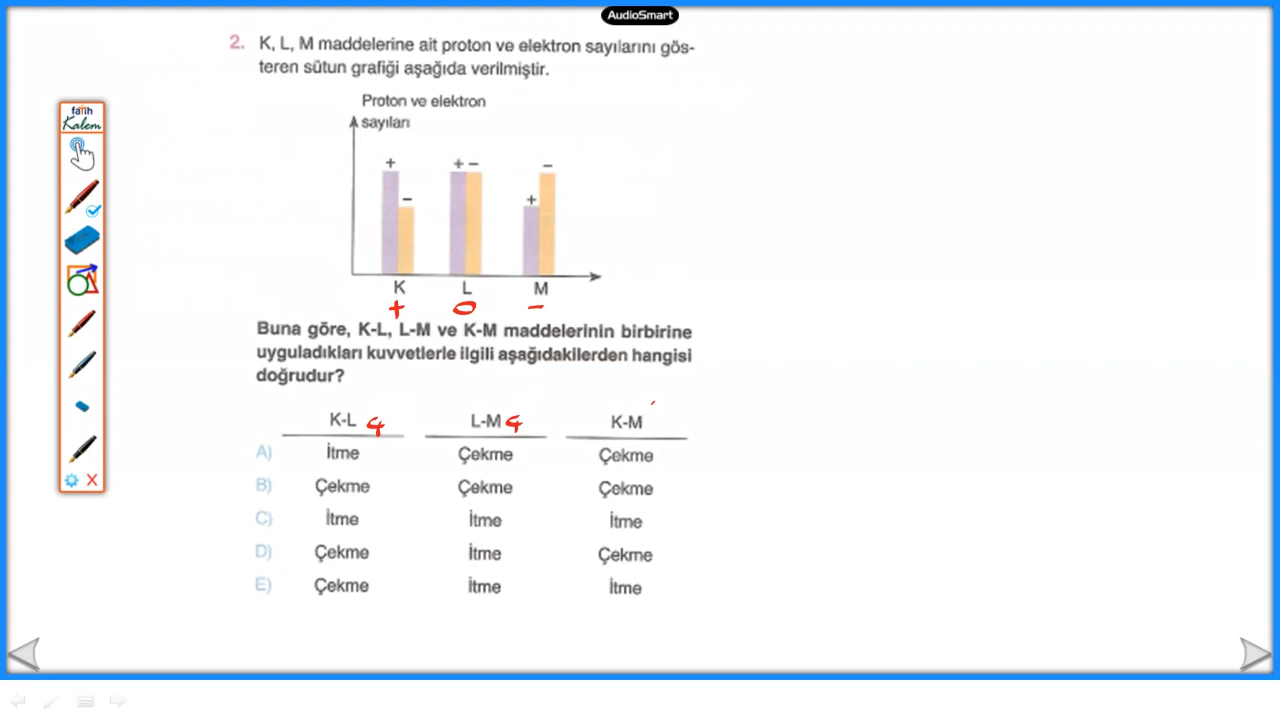 AudioSmart
2. K, L, M maddelerine ait proton ve elektron sayılarını gös-
teren sütun grafiği aşağıda verilmiştir.
fatih
Kalem
Proton ve elektron
sayıları
+ + - -
- +
K L M
+ 0 -
Buna göre, K-L, L-M ve K-M maddelerinin birbirine
uyguladıkları kuvvetlerle ilgili aşağıdakilerden hangisi
doğrudur?
K-L ç L-M ç K-M
A) İtme Çekme Çekme
B) Çekme Çekme Çekme
C) İtme İtme İtme
D) Çekme İtme Çekme
E) Çekme İtme İtme